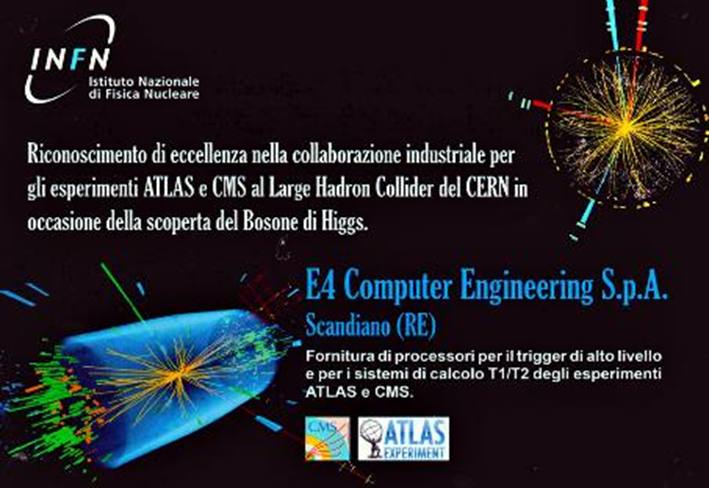 INFN
Istituto Nazionale
di Fisica Nucleare
Riconoscimento di eccellenza nella collaborazione industriale per
gli esperimenti ATLAS e CMS al Large Hadron Collider del CERN in
occasione della scoperta del Bosone di Higgs.
E4 Computer Engineering S.p.A.
Scandiano (RE)
Fornitura di processori per il trigger di alto livello
e per i sistemi di calcolo T1/T2 degli esperimenti
ATLAS e CMS.
CMS
ATLAS
EXPERIMENT